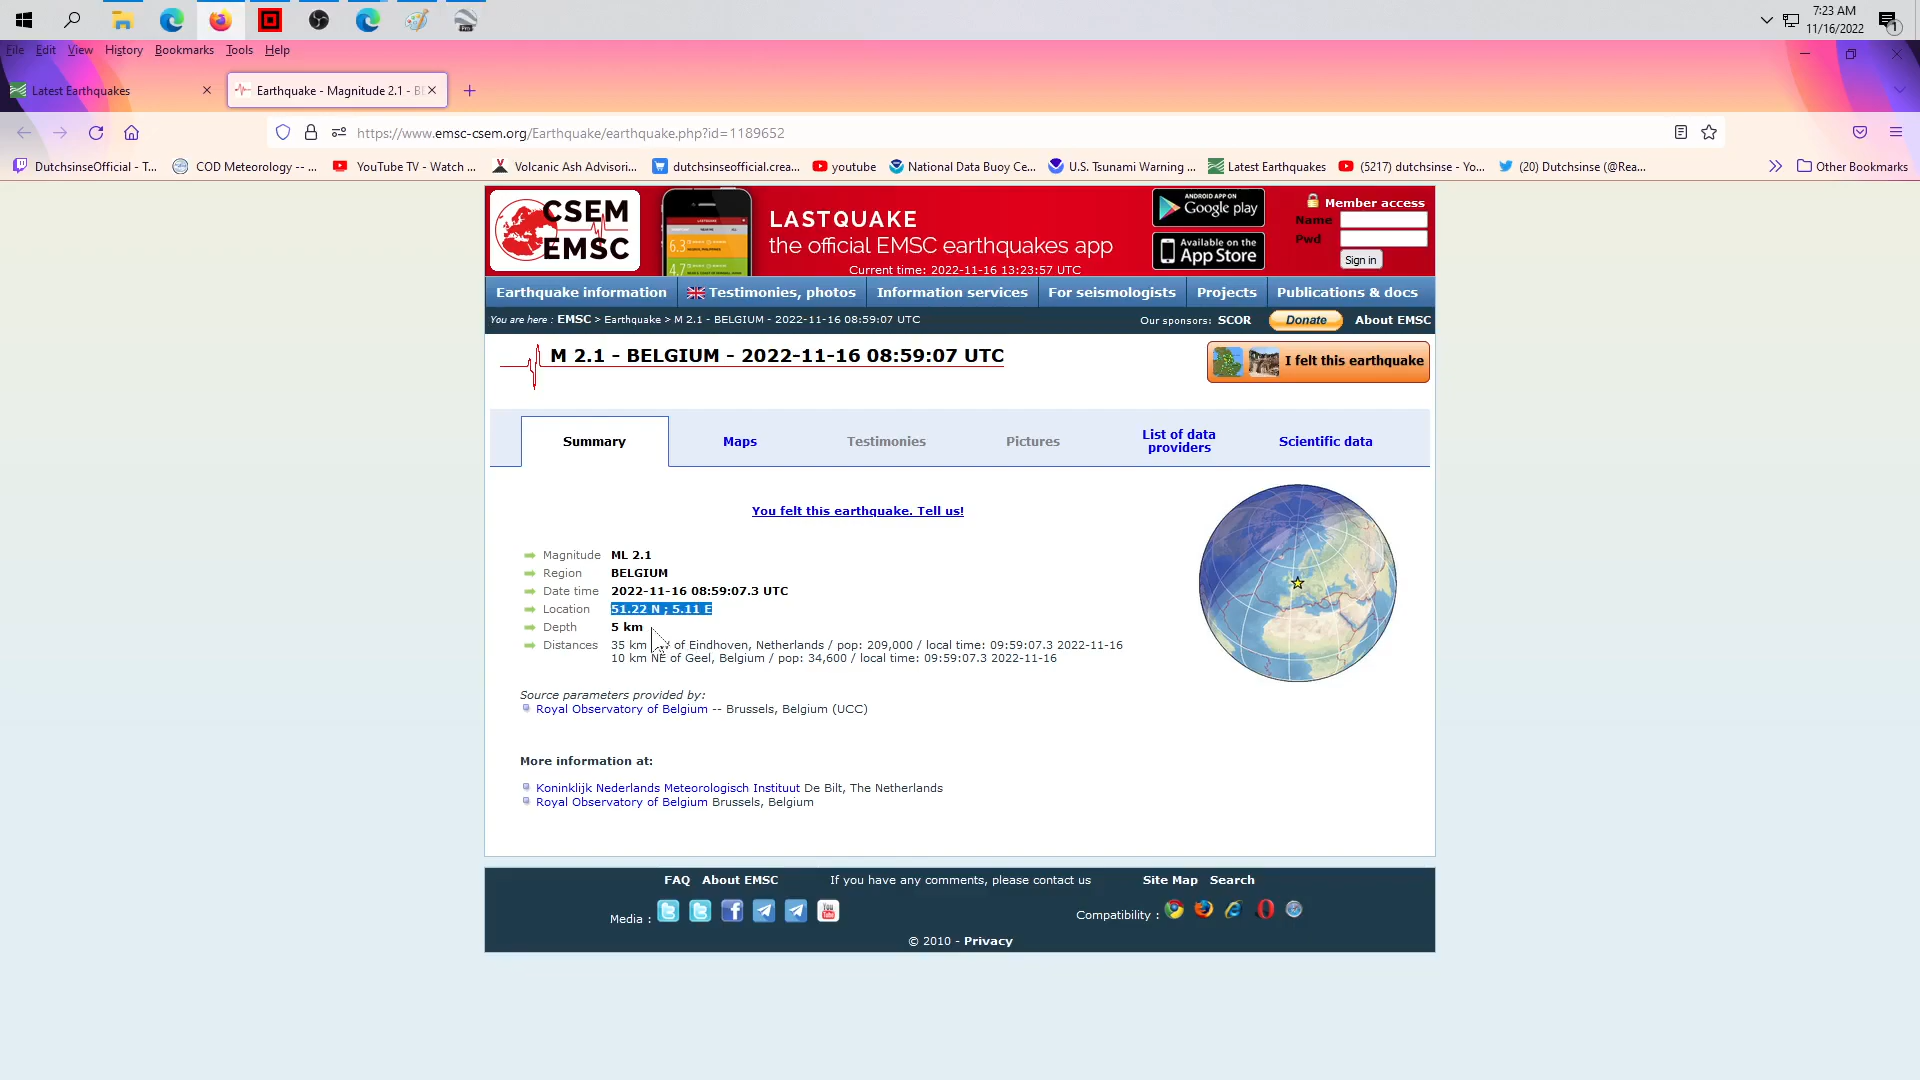 7:23 AM
11/16/2022
1
File Edit View History Bookmarks Tools Help
Latest Earthquakes
Earthquake - Magnitude 2.1 - BE
https://www.emsc-csem.org/Earthquake/earthquake.php?id=1189652
DutchsinseOfficial - T... COD Meteorology -- ... YouTube TV - Watch ... Volcanic Ash Advisori... dutchsinseofficial.crea... youtube National Data Buoy Ce... U.S. Tsunami Warning ... Latest Earthquakes (5217) dutchsinse - Yo... (20) Dutchsinse (@Rea... Other Bookmarks
CSEM
EMSC
6.3
4.7
LASTQUAKE
the official EMSC earthquakes app
Current time: 2022-11-16 13:23:57 UTC
ANDROID APP ON
Google play
Available on the
App Store
Member access
Name
Pwd
Sign in
Earthquake information Testimonies, photos Information services For seismologists Projects Publications & docs
You are here : EMSC > Earthquake > M 2.1 - BELGIUM - 2022-11-16 08:59:07 UTC
Our sponsors: SCOR Donate About EMSC
M 2.1 - BELGIUM - 2022-11-16 08:59:07 UTC
I felt this earthquake
Summary Maps Testimonies Pictures List of data providers Scientific data
You felt this earthquake. Tell us!
Magnitude ML 2.1
Region BELGIUM
Date time 2022-11-16 08:59:07.3 UTC
Location 51.22 N ; 5.11 E
Depth 5 km
Distances 35 km of Eindhoven, Netherlands / pop: 209,000 / local time: 09:59:07.3 2022-11-16
10 km NE of Geel, Belgium / pop: 34,600 / local time: 09:59:07.3 2022-11-16
Source parameters provided by:
Royal Observatory of Belgium -- Brussels, Belgium (UCC)
More information at:
Koninklijk Nederlands Meteorologisch Instituut De Bilt, The Netherlands
Royal Observatory of Belgium Brussels, Belgium
FAQ About EMSC If you have any comments, please contact us Site Map Search
Media : Compatibility :
© 2010 - Privacy